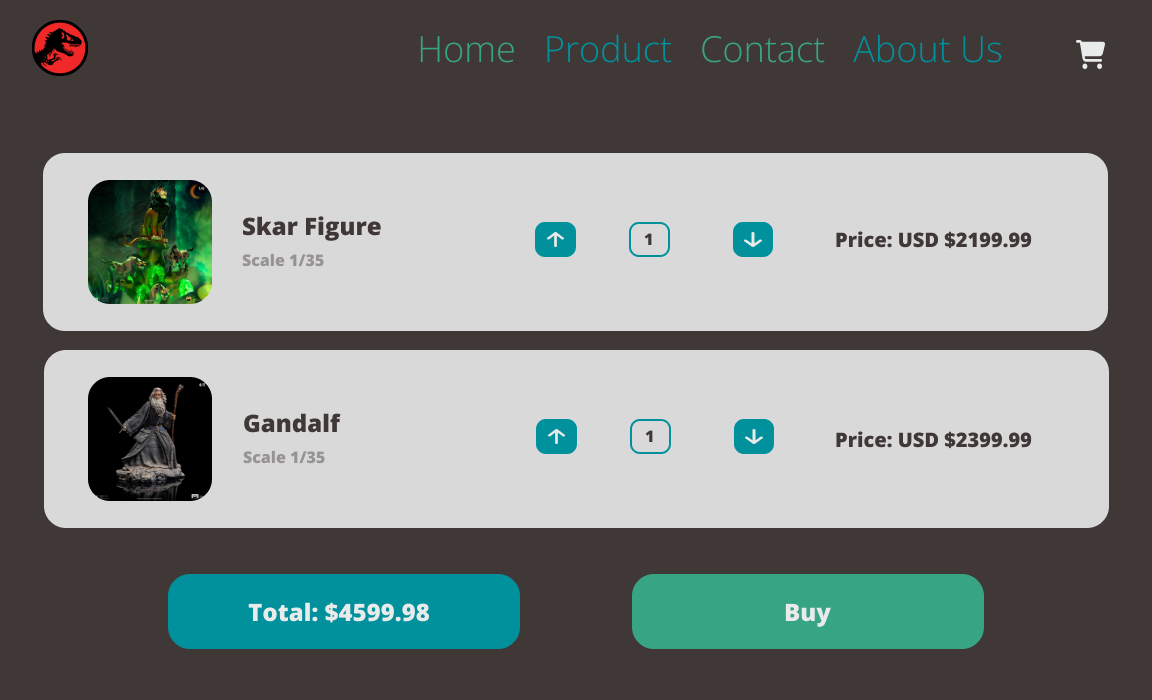 Home Product Contact About Us
Skar Figure
Scale 1/35
1
Price: USD $2199.99
Gandalf
Scale 1/35
1
Price: USD $2399.99
Total: $4599.98
Buy